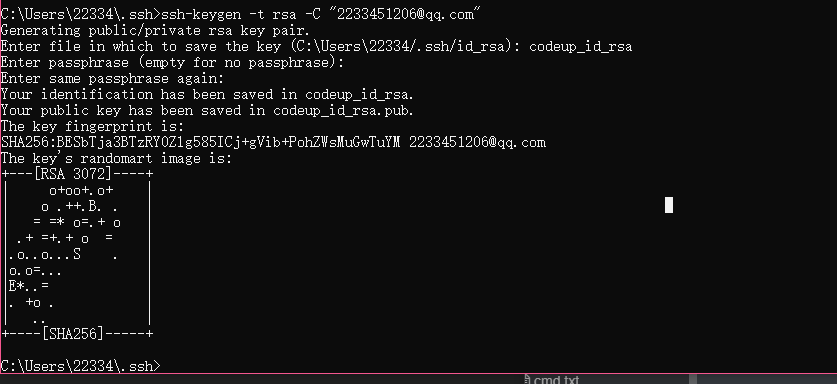 C:\Users\22334\.ssh>ssh-keygen -t rsa -C "2233451206@qq.com"
Generating public/private rsa key pair.
Enter file in which to save the key (C:\Users\22334/.ssh/id_rsa): codeup_id_rsa
Enter passphrase (empty for no passphrase):
Enter same passphrase again:
Your identification has been saved in codeup_id_rsa.
Your public key has been saved in codeup_id_rsa.pub.
The key fingerprint is:
SHA256:BESbTja3BTzRY0Z1g585ICj+gVib+PohZWsMuGwTuYM 2233451206@qq.com
The key's randomart image is:
+---[RSA 3072]----+
|     o+oo+.o+    |
|    o .++.B. .   |
|   = =* o=.+ o   |
| .+ =+.+ o  =    |
|.o..o...S    .   |
|o.o=...          |
|E*..=            |
|. +o .           |
|   ..            |
+----[SHA256]-----+
C:\Users\22334\.ssh>
cmd.txt